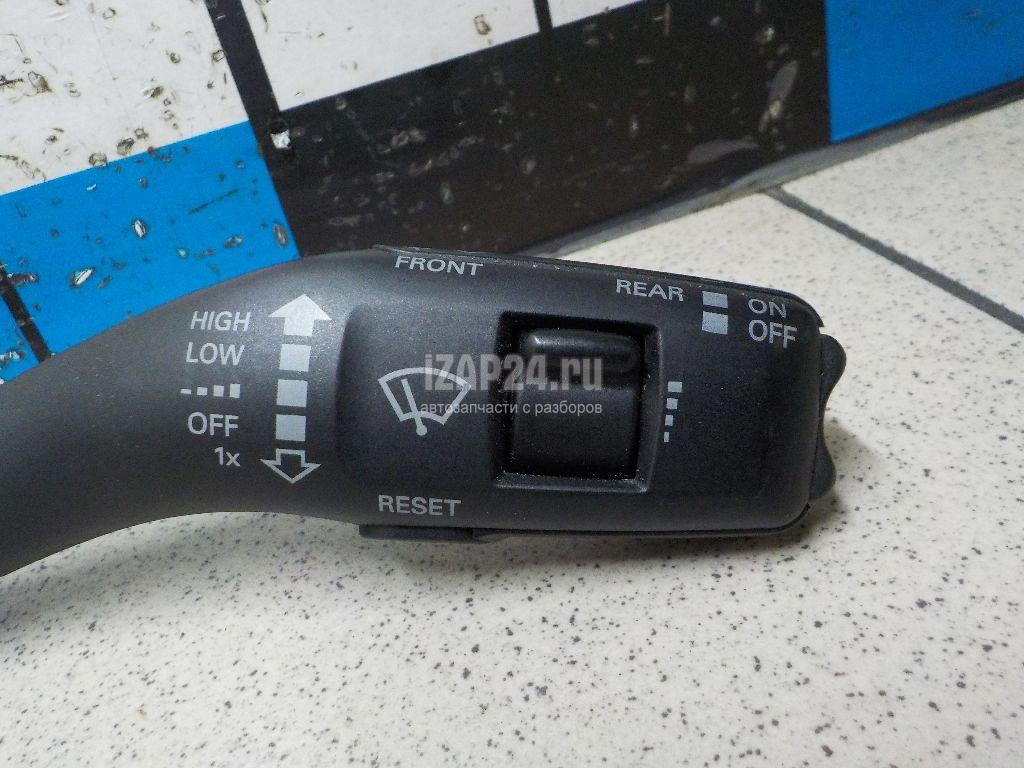 FRONT
REAR ON
OFF
HIGH
LOW
OFF
1x
iZAP24.ru
автозапчасти с разборов
RESET